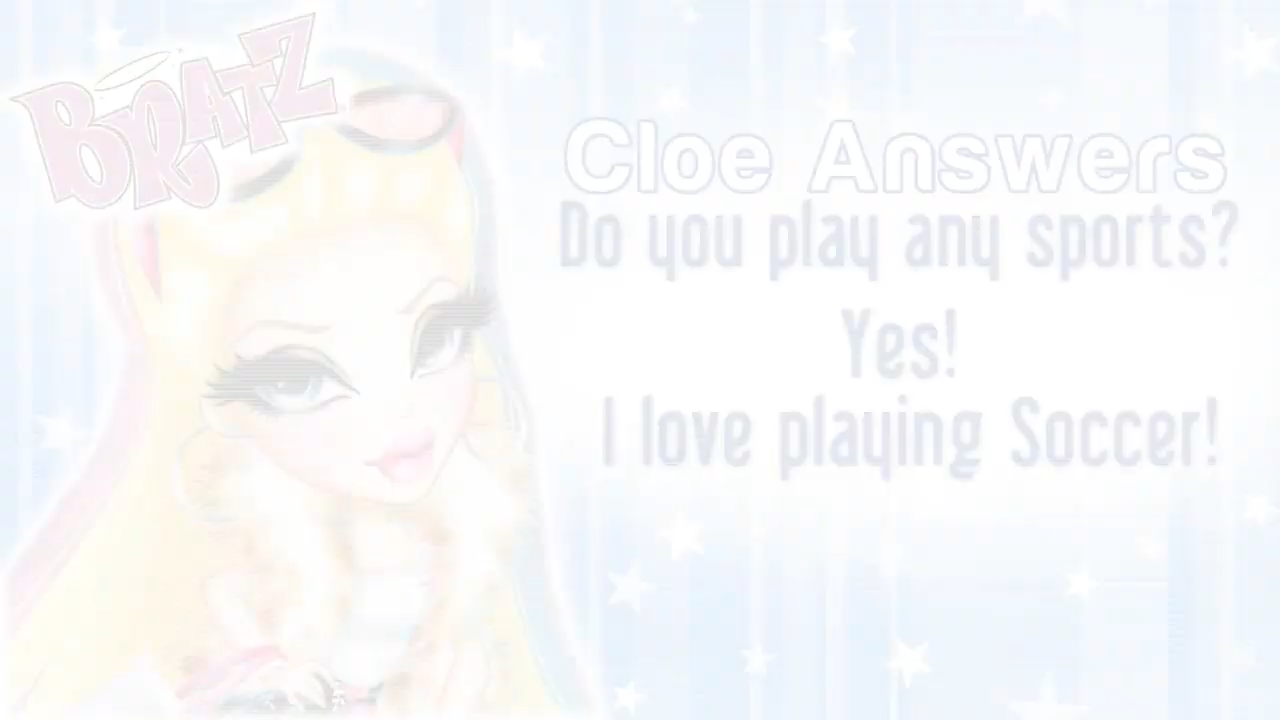 BRATZ
Cloe Answers
Do you play any sports?
Yes!
I love playing Soccer!